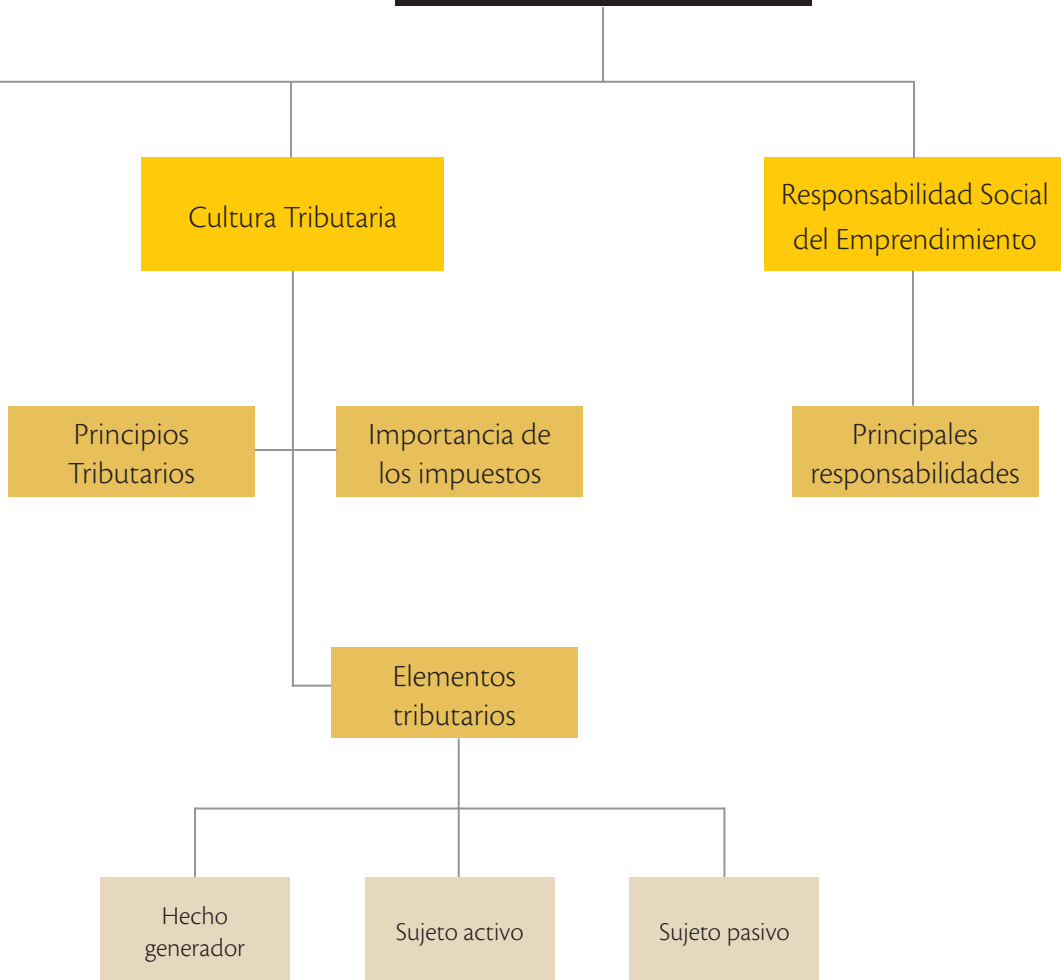 Cultura Tributaria
Responsabilidad Social
del Emprendimiento
Principios
Tributarios
Importancia de
los impuestos
Principales
responsabilidades
Elementos
tributarios
Hecho
generador
Sujeto activo
Sujeto pasivo